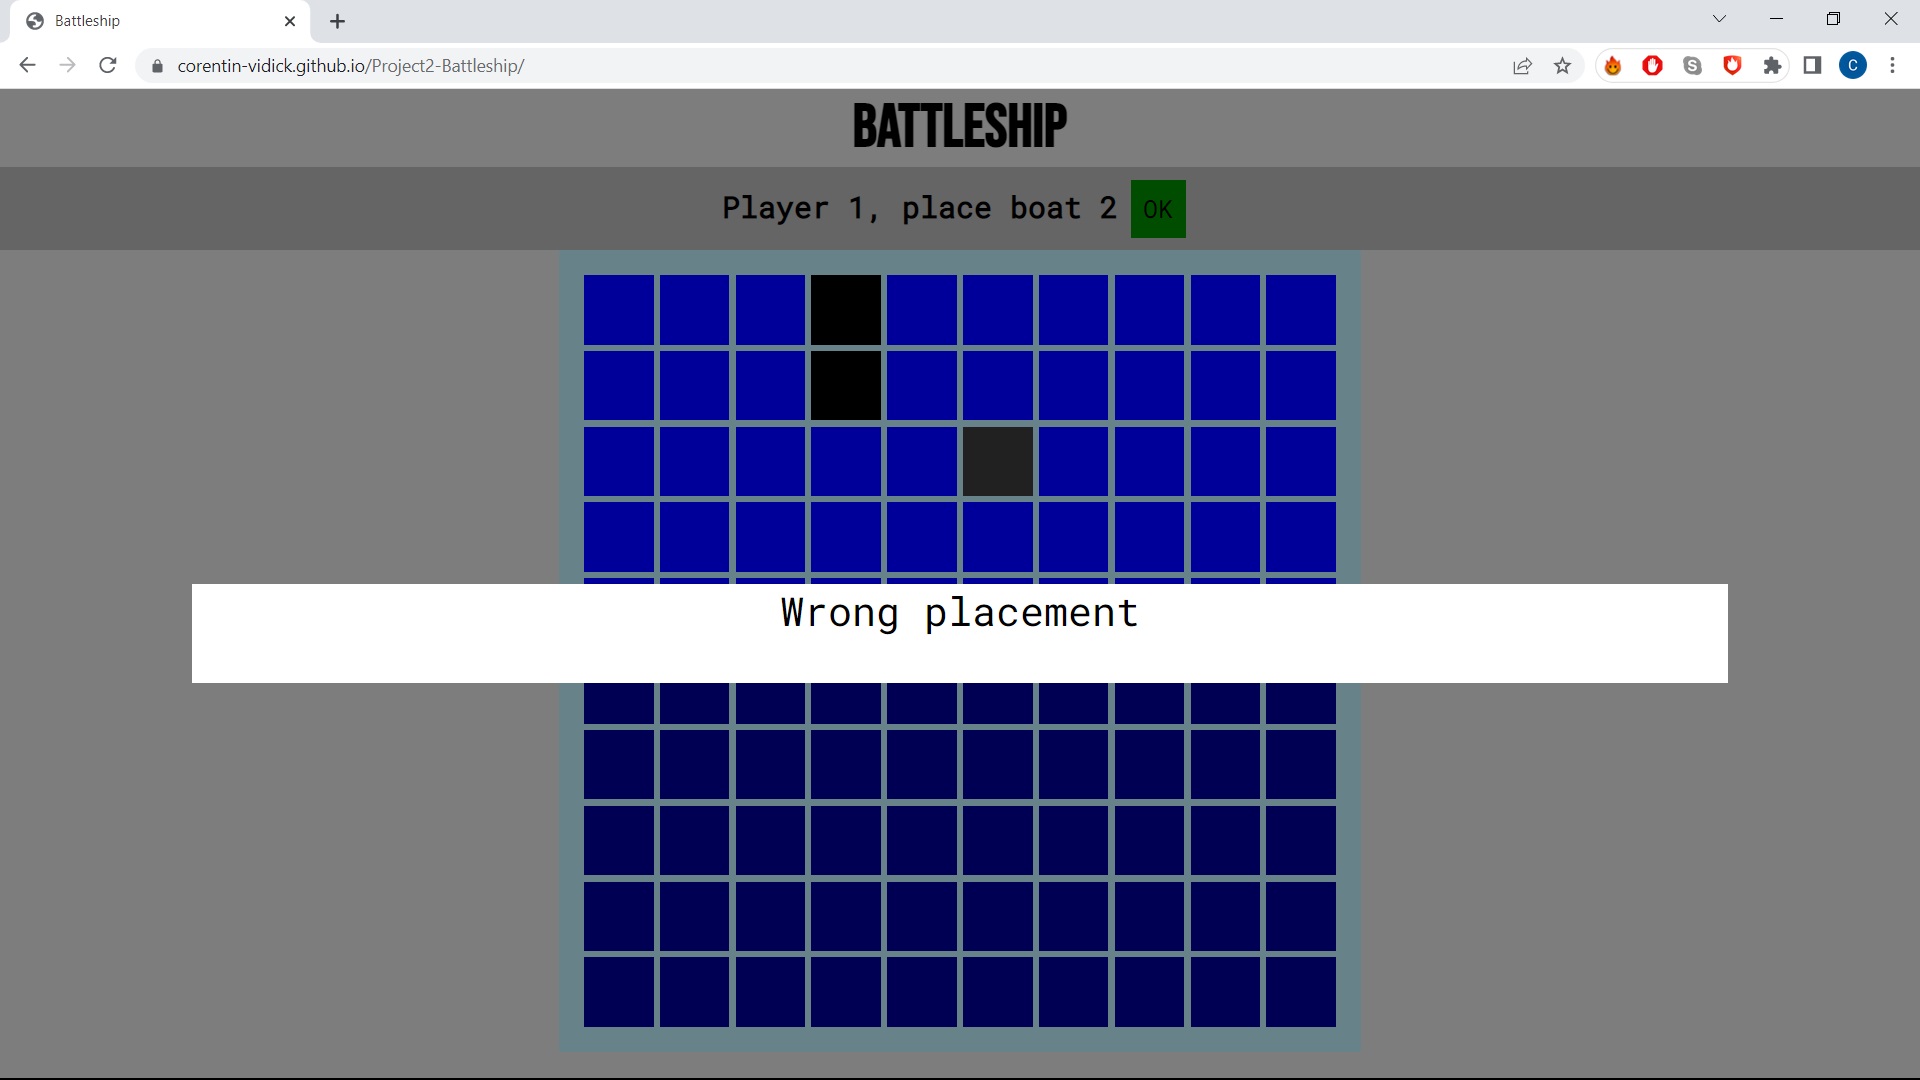 Battleship
corentin-vidick.github.io/Project2-Battleship/
C
BATTLESHIP
Player 1, place boat 2 OK
Wrong placement